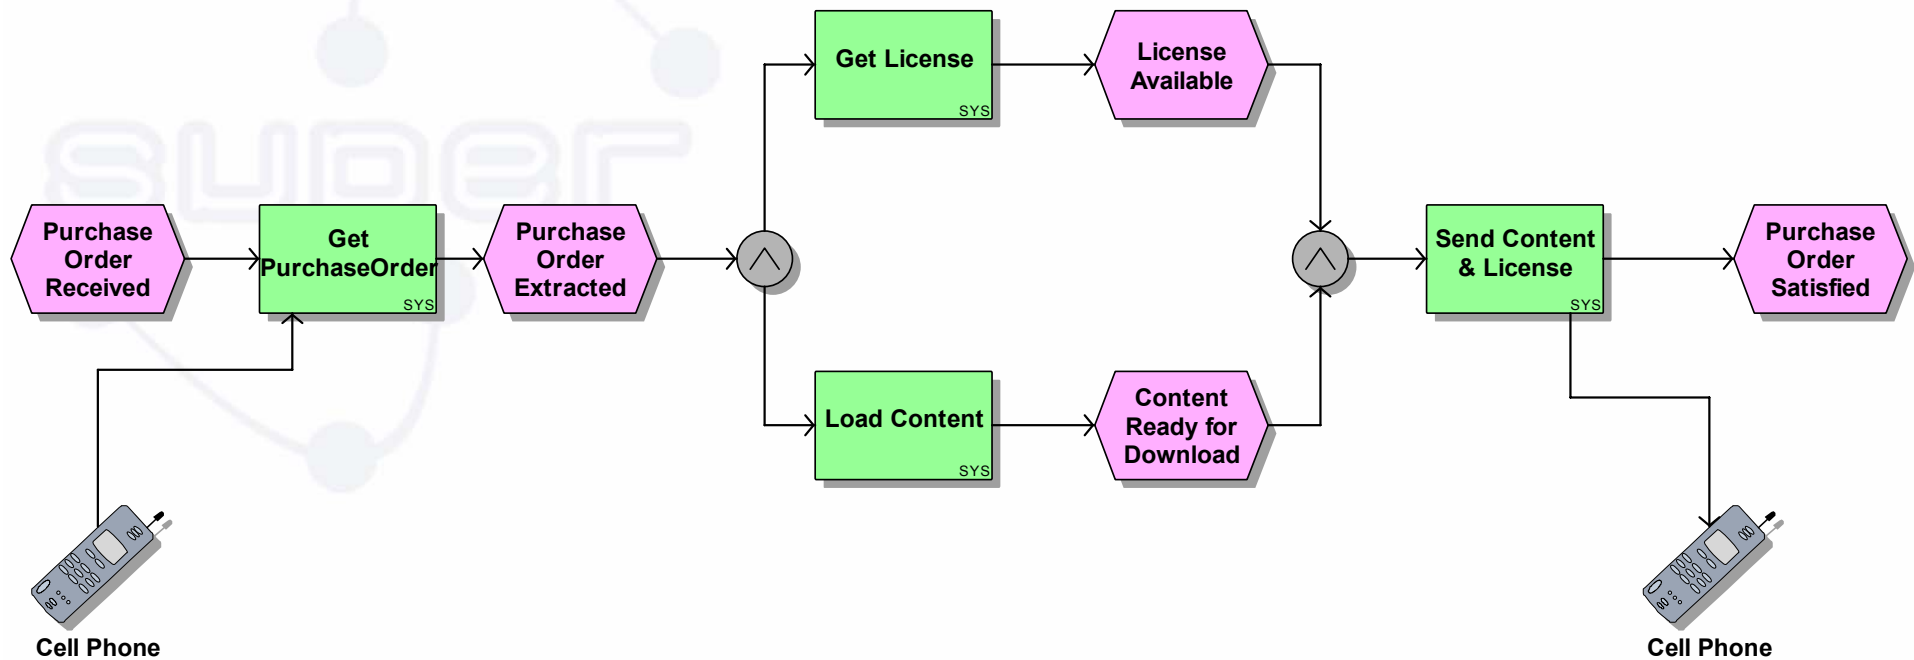 super
Get License
SYS
License
Available
Purchase
Order
Received
Get
PurchaseOrder
SYS
Purchase
Order
Extracted
Send Content
& License
SYS
Purchase
Order
Satisfied
Load Content
SYS
Content
Ready for
Download
Cell Phone
Cell Phone